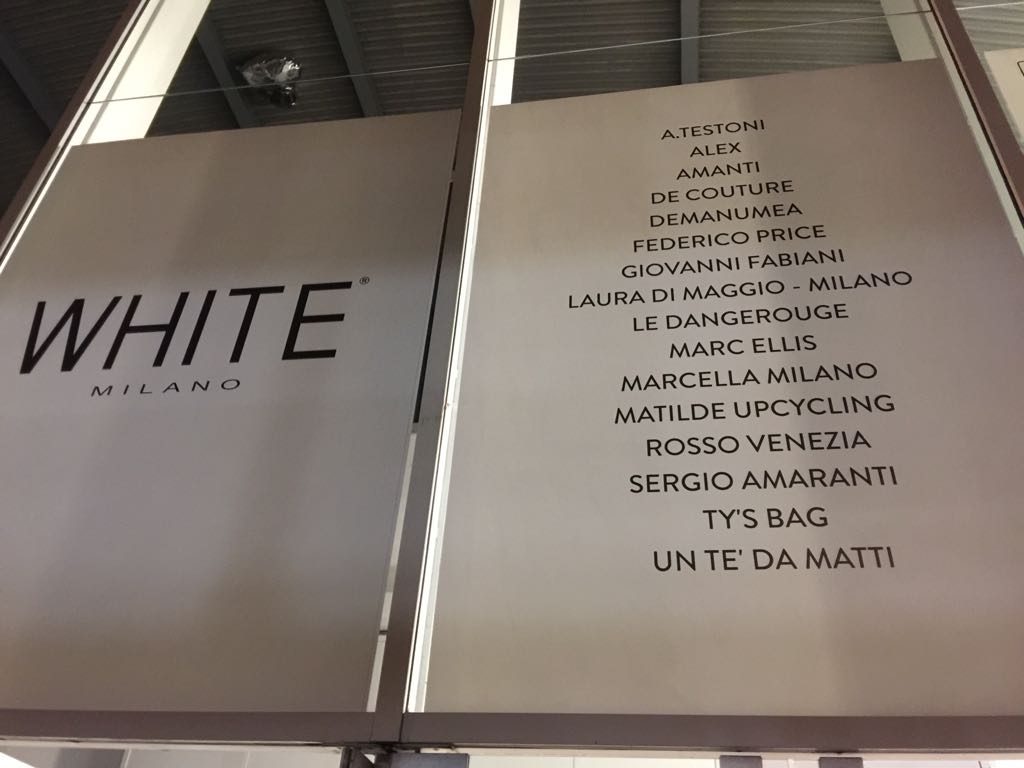 WHITE®
MILANO
A.TESTONI
ALEX
AMANTI
DE COUTURE
DEMANUMEA
FEDERICO PRICE
GIOVANNI FABIANI
LAURA DI MAGGIO - MILANO
LE DANGEROUGE
MARC ELLIS
MARCELLA MILANO
MATILDE UPCYCLING
ROSSO VENEZIA
SERGIO AMARANTI
TY'S BAG
UN TE' DA MATTI